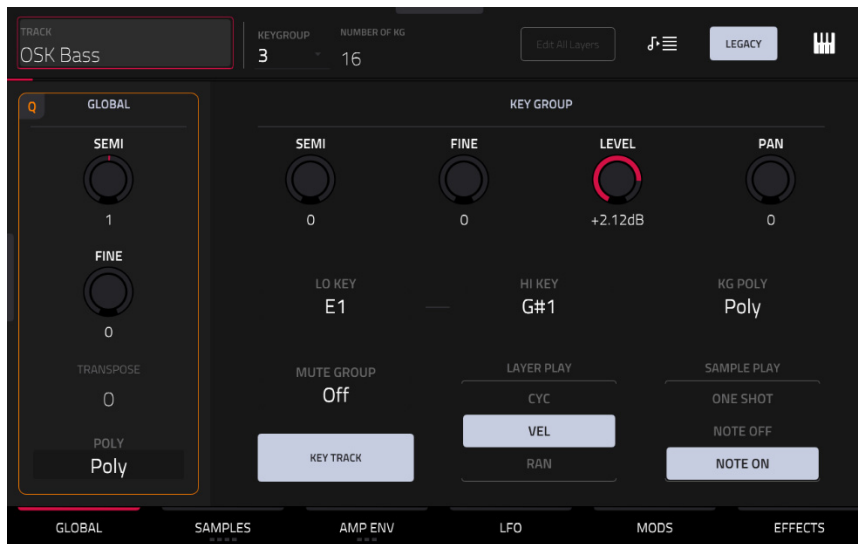 TRACK
OSK Bass
KEYGROUP
3
NUMBER OF KG
16
Edit All Layers
LEGACY
Q
GLOBAL
SEMI
1
FINE
0
TRANSPOSE
0
POLY
Poly
KEY GROUP
SEMI
FINE
LEVEL
PAN
0
0
+2.12dB
0
LO KEY
HI KEY
KG POLY
E1
G#1
Poly
MUTE GROUP
Off
KEY TRACK
LAYER PLAY
CYC
VEL
RAN
SAMPLE PLAY
ONE SHOT
NOTE OFF
NOTE ON
GLOBAL
SAMPLES
AMP ENV
LFO
MODS
EFFECTS